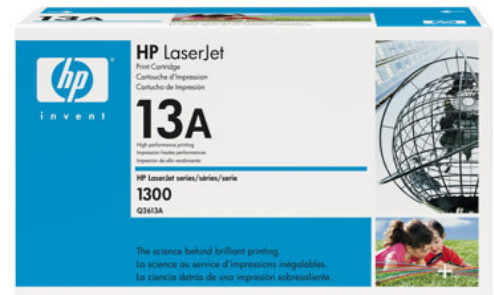 13A
hp
invent
HP LaserJet
Print Cartridge
Cartouche d'Impression
Cartucho de Impresión
13A
High performance printing
Impression hautes performances
Impresión de alto rendimiento
HP LaserJet series/séries/serie
1300
Q2613A
The science behind brilliant printing.
La science au service d'impressions inégalables.
La ciencia detrás de una impresión sobresaliente.